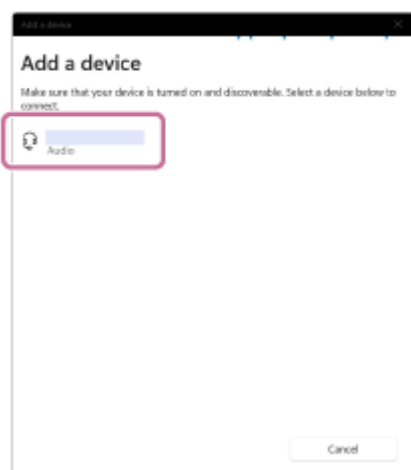 Add a device
Add a device
Make sure that your device is turned on and discoverable. Select a device below to
connect.
Audio
Cancel